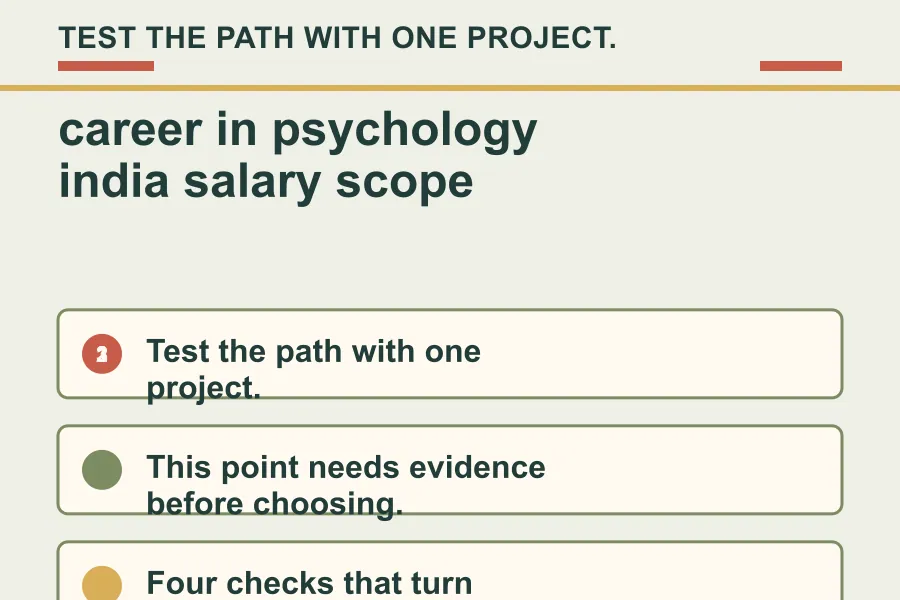 TEST THE PATH WITH ONE PROJECT.
career in psychology
india salary scope
Test the path with one
project.
This point needs evidence
before choosing.
Four checks that turn